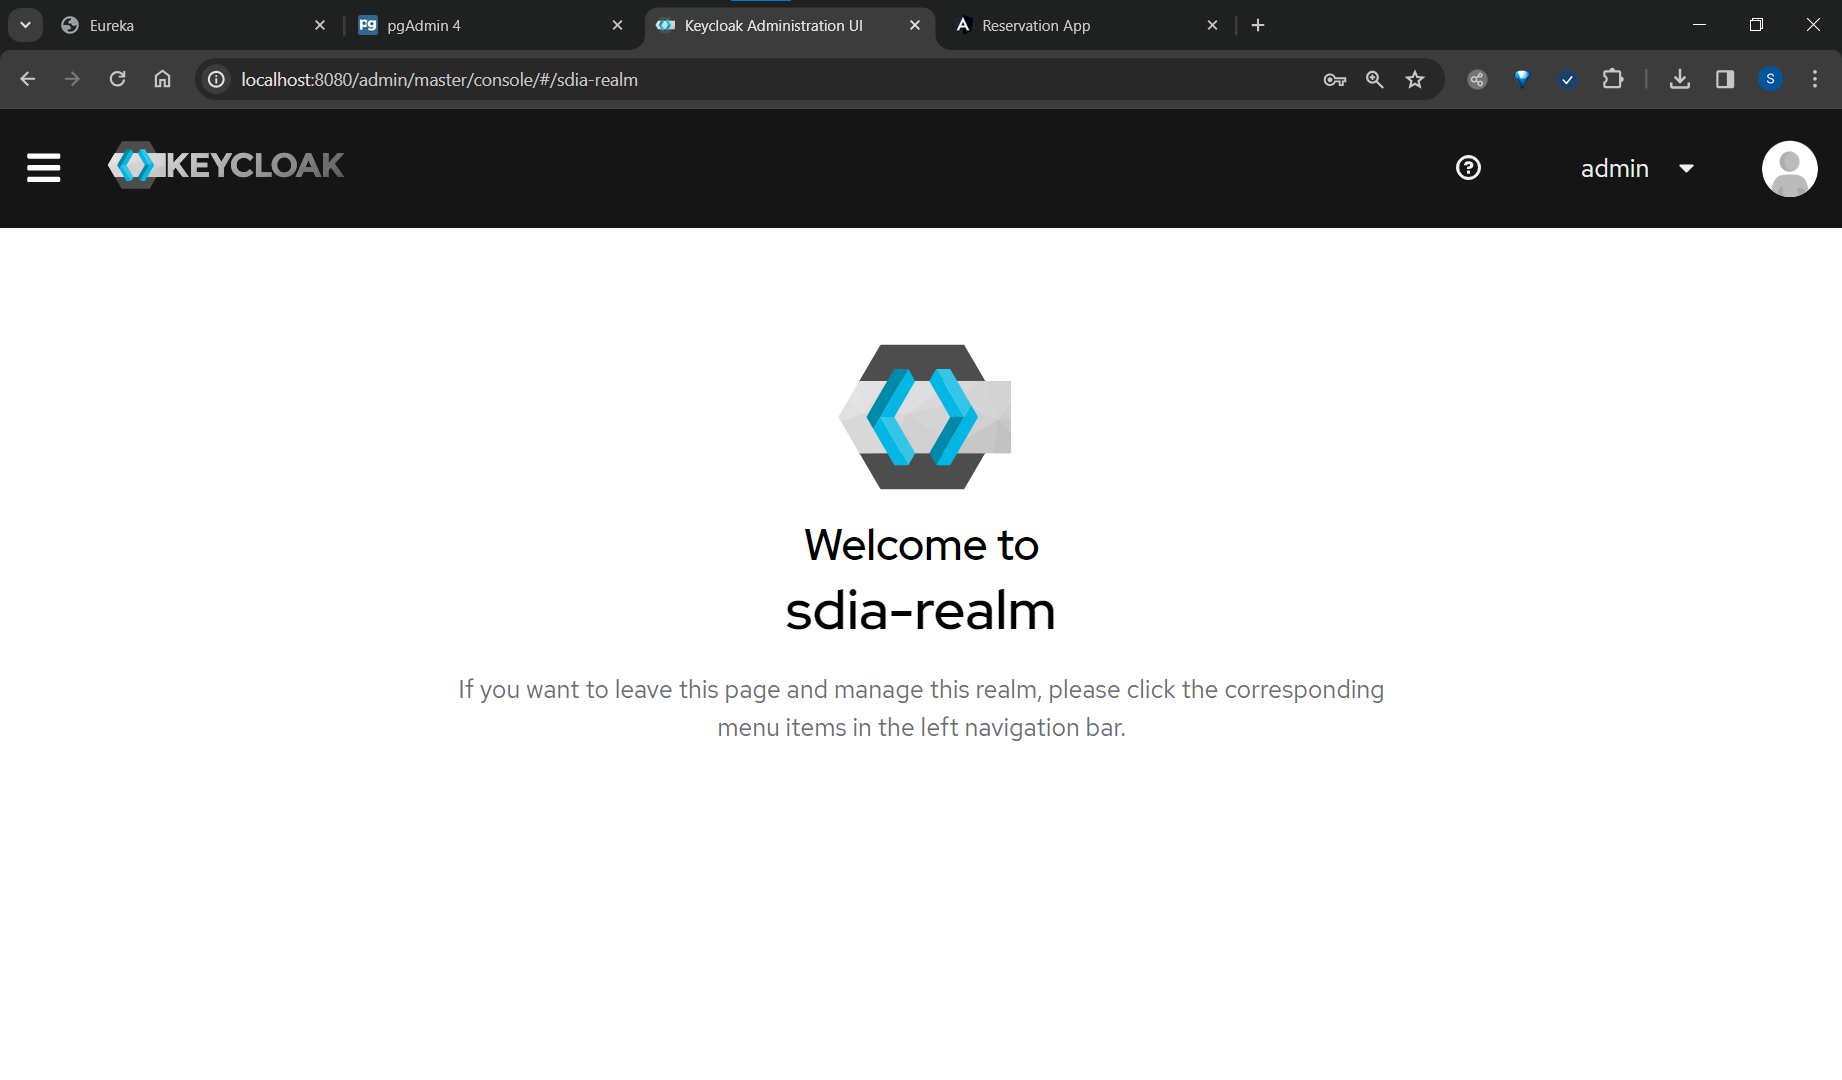 Eureka
pgAdmin 4
Keycloak Administration UI
Reservation App
localhost:8080/admin/master/console/#/sdia-realm
S
KEYCLOAK
admin
Welcome to
sdia-realm
If you want to leave this page and manage this realm, please click the corresponding
menu items in the left navigation bar.